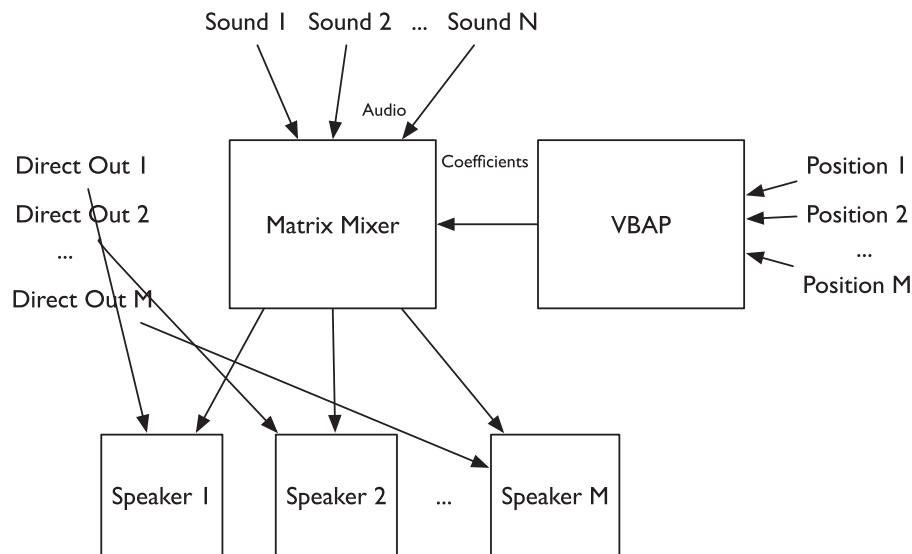 Sound 1 Sound 2 ... Sound N
Audio
Coefficients
Direct Out 1
Direct Out 2
...
Direct Out M
Matrix Mixer
VBAP
Position 1
Position 2
...
Position M
Speaker 1
Speaker 2
...
Speaker M